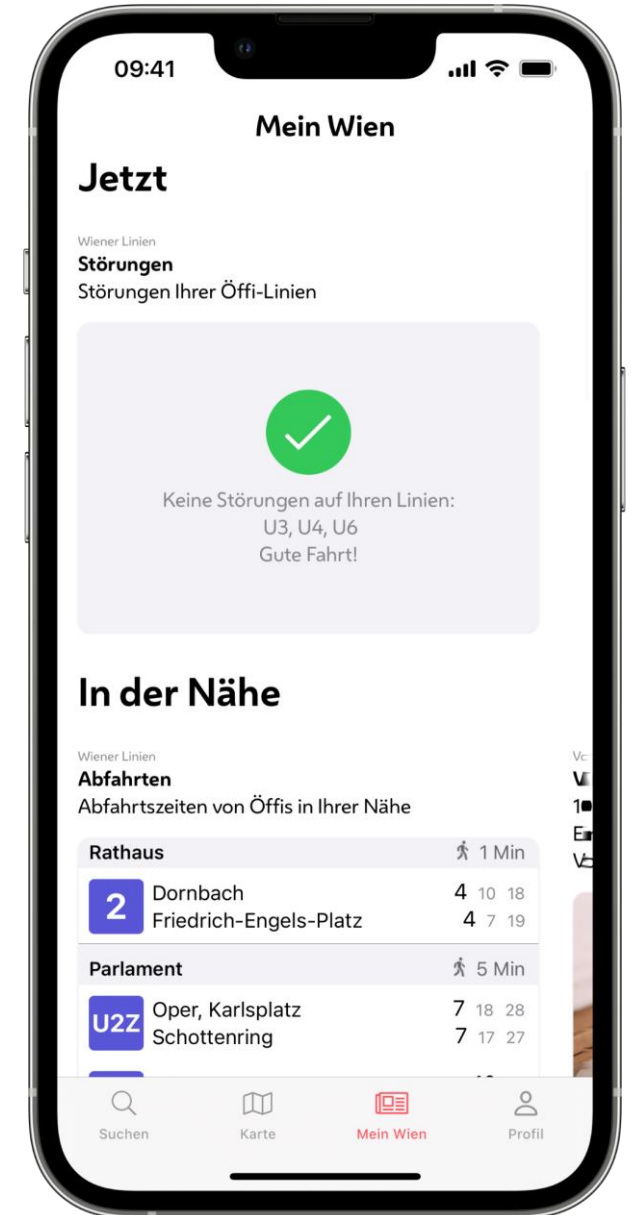 09:41
Mein Wien
Jetzt
Wiener Linien
Störungen
Störungen Ihrer Öffi-Linien
Keine Störungen auf Ihren Linien:
U3, U4, U6
Gute Fahrt!
In der Nähe
Wiener Linien
Abfahrten
Abfahrtszeiten von Öffis in Ihrer Nähe
Rathaus 1 Min
2 Dornbach 4 10 18
Friedrich-Engels-Platz 4 7 19
Parlament 5 Min
U2Z Oper, Karlsplatz 7 18 28
Schottenring 7 17 27
Suchen Karte Mein Wien Profil